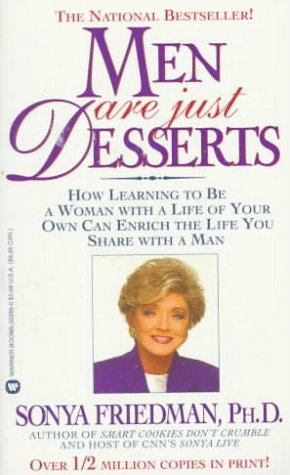 THE NATIONAL BESTSELLER!
MEN
are just
DESSERTS
HOW LEARNING TO BE
A WOMAN WITH A LIFE OF YOUR
OWN CAN ENRICH THE LIFE YOU
SHARE WITH A MAN
SONYA FRIEDMAN, PH.D.
AUTHOR OF SMART COOKIES DON'T CRUMBLE
AND HOST OF CNN'S SONYA LIVE
OVER 1/2 MILLION COPIES IN PRINT!